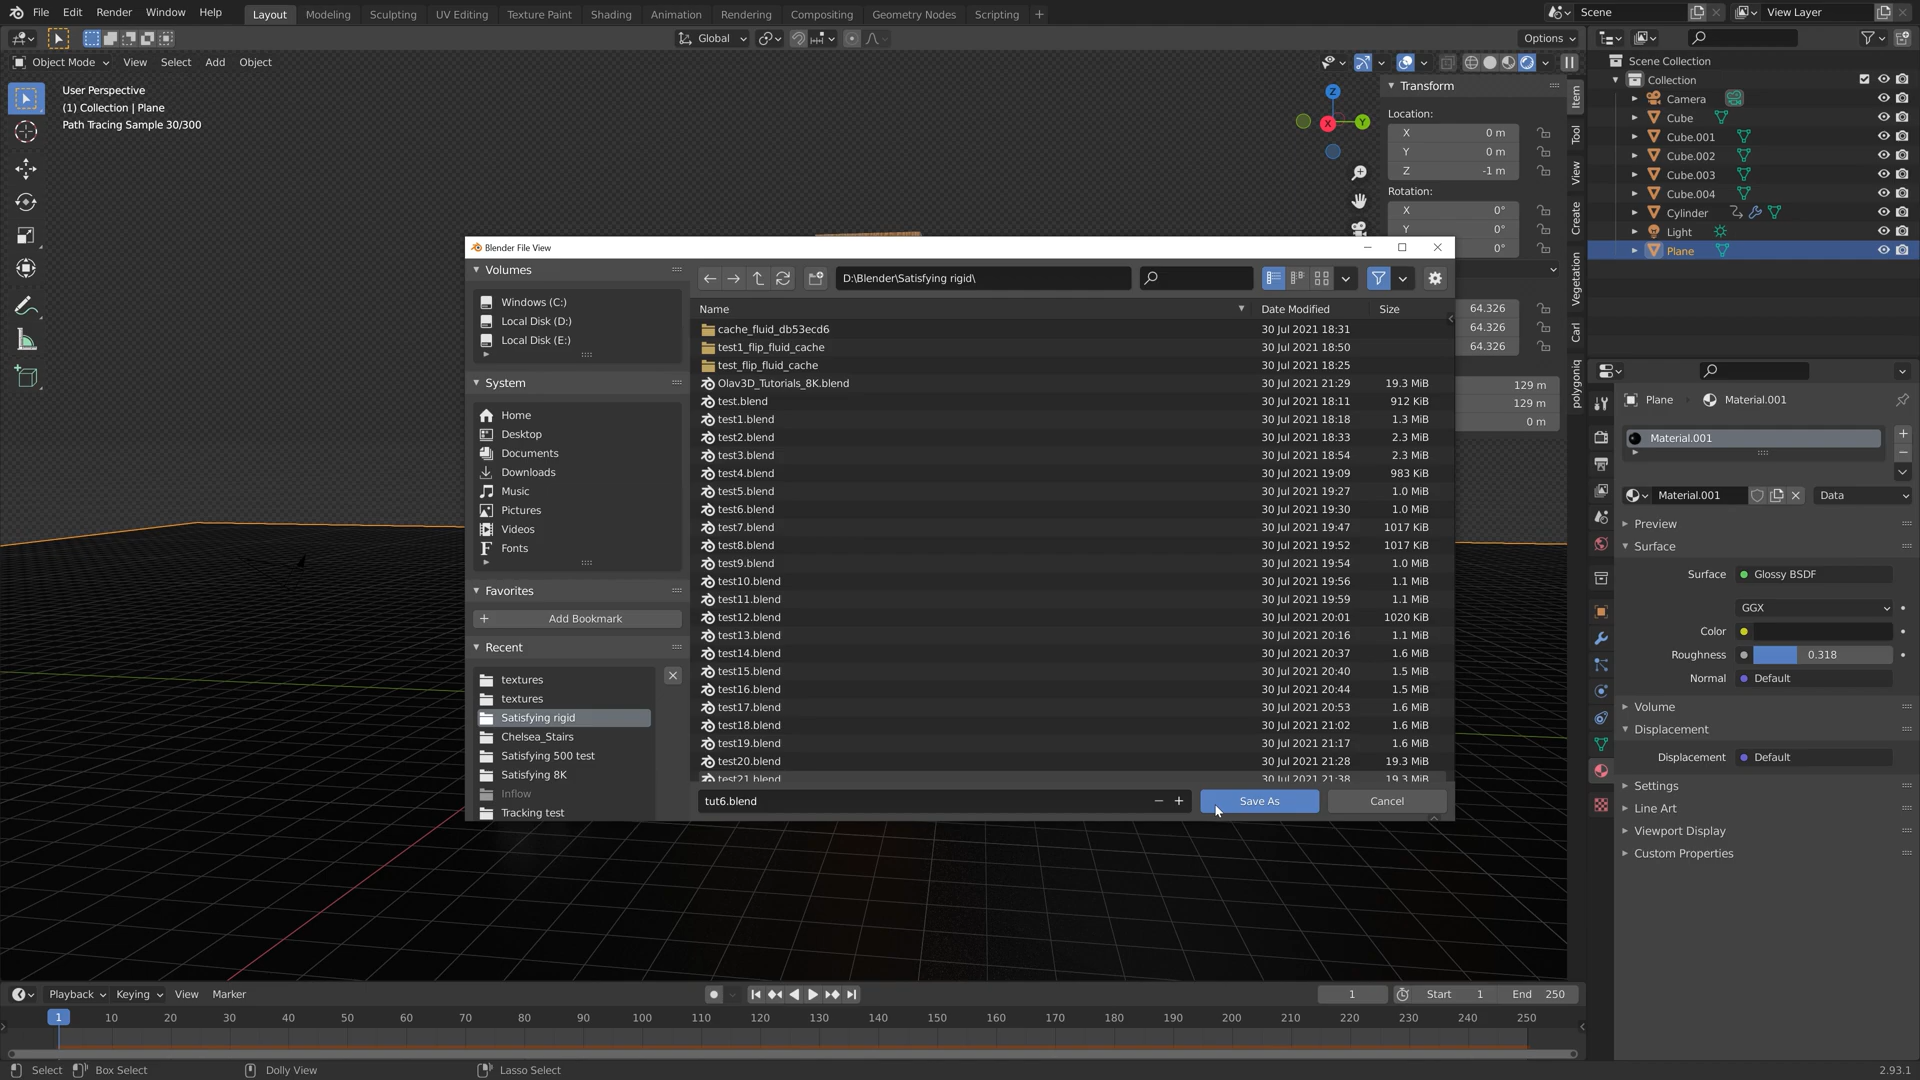 File Edit Render Window Help Layout Modeling Sculpting UV Editing Texture Paint Shading Animation Rendering Compositing Geometry Nodes Scripting + Scene View Layer
Global Options
Object Mode View Select Add Object
User Perspective
(1) Collection | Plane
Path Tracing Sample 30/300
Z
X
Y
Transform
Location:
X 0 m
Y 0 m
Z -1 m
Rotation:
X 0°
Y 0°
0°
64.326
64.326
64.326
129 m
129 m
0 m
Item
Tool
View
Create
Vegetation
Carl
polygoniq
Scene Collection
Collection
Camera
Cube
Cube.001
Cube.002
Cube.003
Cube.004
Cylinder
Light
Plane
Blender File View
Volumes
Windows (C:)
Local Disk (D:)
Local Disk (E:)
System
Home
Desktop
Documents
Downloads
Music
Pictures
Videos
Fonts
Favorites
Add Bookmark
Recent
textures
textures
Satisfying rigid
Chelsea_Stairs
Satisfying 500 test
Satisfying 8K
Inflow
Tracking test
D:\Blender\Satisfying rigid\
Name Date Modified Size
cache_fluid_db53ecd6 30 Jul 2021 18:31
test1_flip_fluid_cache 30 Jul 2021 18:50
test_flip_fluid_cache 30 Jul 2021 18:25
Olav3D_Tutorials_8K.blend 30 Jul 2021 21:29 19.3 MiB
test.blend 30 Jul 2021 18:11 912 KiB
test1.blend 30 Jul 2021 18:18 1.3 MiB
test2.blend 30 Jul 2021 18:33 2.3 MiB
test3.blend 30 Jul 2021 18:54 2.3 MiB
test4.blend 30 Jul 2021 19:09 983 KiB
test5.blend 30 Jul 2021 19:27 1.0 MiB
test6.blend 30 Jul 2021 19:30 1.0 MiB
test7.blend 30 Jul 2021 19:47 1017 KiB
test8.blend 30 Jul 2021 19:52 1017 KiB
test9.blend 30 Jul 2021 19:54 1.0 MiB
test10.blend 30 Jul 2021 19:56 1.1 MiB
test11.blend 30 Jul 2021 19:59 1.1 MiB
test12.blend 30 Jul 2021 20:01 1020 KiB
test13.blend 30 Jul 2021 20:16 1.1 MiB
test14.blend 30 Jul 2021 20:37 1.6 MiB
test15.blend 30 Jul 2021 20:40 1.5 MiB
test16.blend 30 Jul 2021 20:44 1.5 MiB
test17.blend 30 Jul 2021 20:53 1.6 MiB
test18.blend 30 Jul 2021 21:02 1.6 MiB
test19.blend 30 Jul 2021 21:17 1.6 MiB
test20.blend 30 Jul 2021 21:28 19.3 MiB
test21.blend 30 Jul 2021 21:38 19.3 MiB
tut6.blend - + Save As Cancel
Plane Material.001
Material.001
Material.001 Data
Preview
Surface
Surface Glossy BSDF
GGX
Color
Roughness 0.318
Normal Default
Volume
Displacement
Displacement Default
Settings
Line Art
Viewport Display
Custom Properties
Playback Keying View Marker 1 Start 1 End 250
1 10 20 30 40 50 60 70 80 90 100 110 120 130 140 150 160 170 180 190 200 210 220 230 240 250
Select Box Select Dolly View Lasso Select 2.93.1